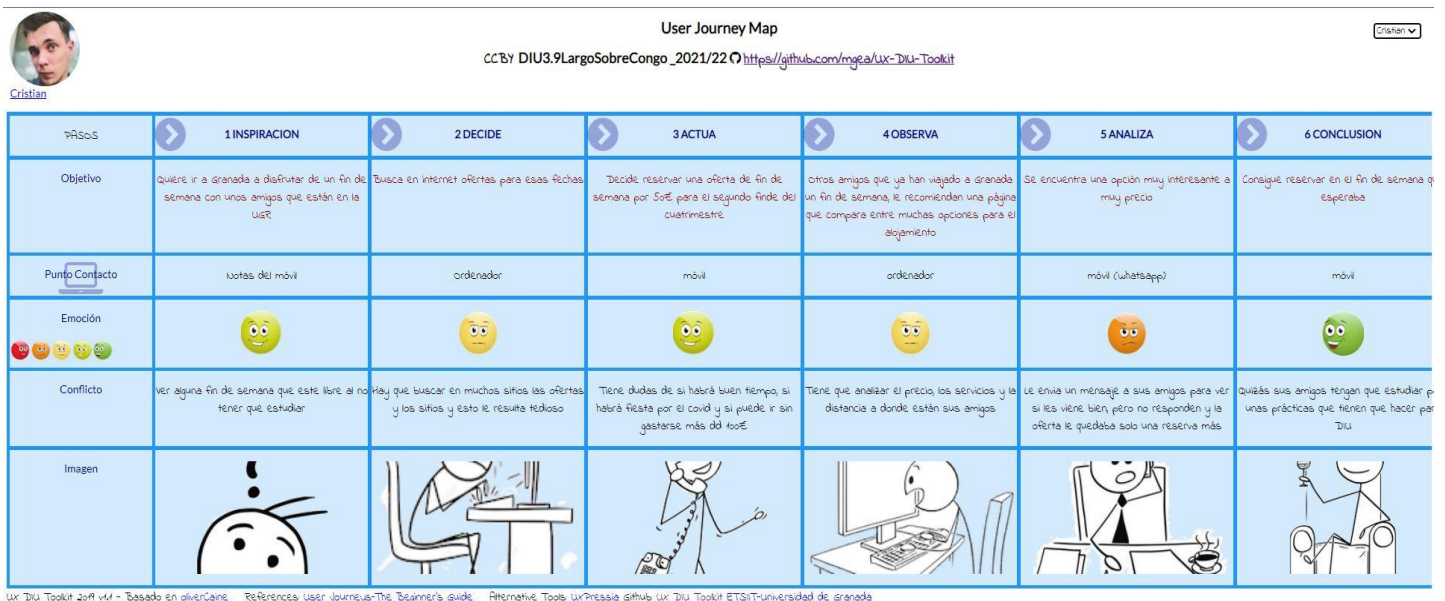 User Journey Map
Cristian
CCBY DIU3.9LargoSobreCongo_2021/22 https://github.com/mgea/UX-DIU-Toolkit
Cristian
PASOS
1 INSPIRACION
2 DECIDE
3 ACTUA
4 OBSERVA
5 ANALIZA
6 CONCLUSION
Objetivo
Quiere ir a Granada a disfrutar de un fin de
semana con unos amigos que están en la
UGR
Busca en internet ofertas para esas fechas
Decide reservar una oferta de fin de
semana por 50€ para el segundo finde del
cuatrimestre
Otros amigos que ya han viajado a Granada
un fin de semana, le recomiendan una página
que compara entre muchas opciones para el
alojamiento
Se encuentra una opción muy interesante a
muy precio
Consigue reservar en el fin de semana
esperaba
Punto Contacto
Notas del móvil
ordenador
móvil
ordenador
móvil (whatsapp)
móvil
Emoción
Conflicto
Ver alguna fin de semana que este libre al no
tener que estudiar
Hay que buscar en muchos sitios las ofertas
y los sitios y esto le resulta tedioso
Tiene dudas de si habrá buen tiempo, si
habrá fiesta por el covid y si puede ir sin
gastarse más dd 100€
Tiene que analizar el precio, los servicios y la
distancia a donde están sus amigos
Le envia un mensaje a sus amigos para ver
si les viene bien, pero no responden y la
oferta le quedaba solo una reserva más
Quizás sus amigos tengan que estudiar
unas prácticas que tienen que hacer
DIU
Imagen
UX DIU Toolkit 2019 v1.1 - Basado en oliverCaine References: User Journeys-The Beginner's Guide Alternative Tools: UXPressia Github: UX DIU Toolkit ETSIIT-Universidad de Granada